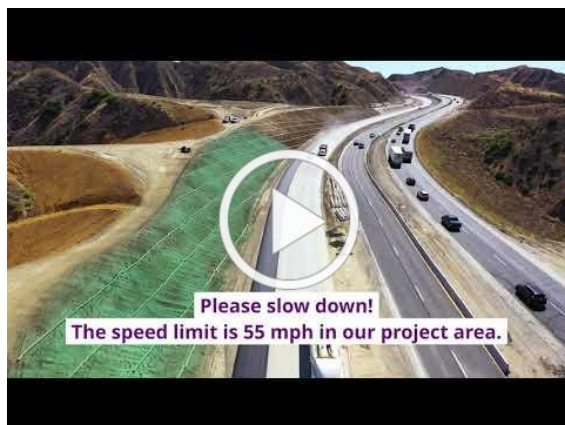 Please slow down!
The speed limit is 55 mph in our project area.